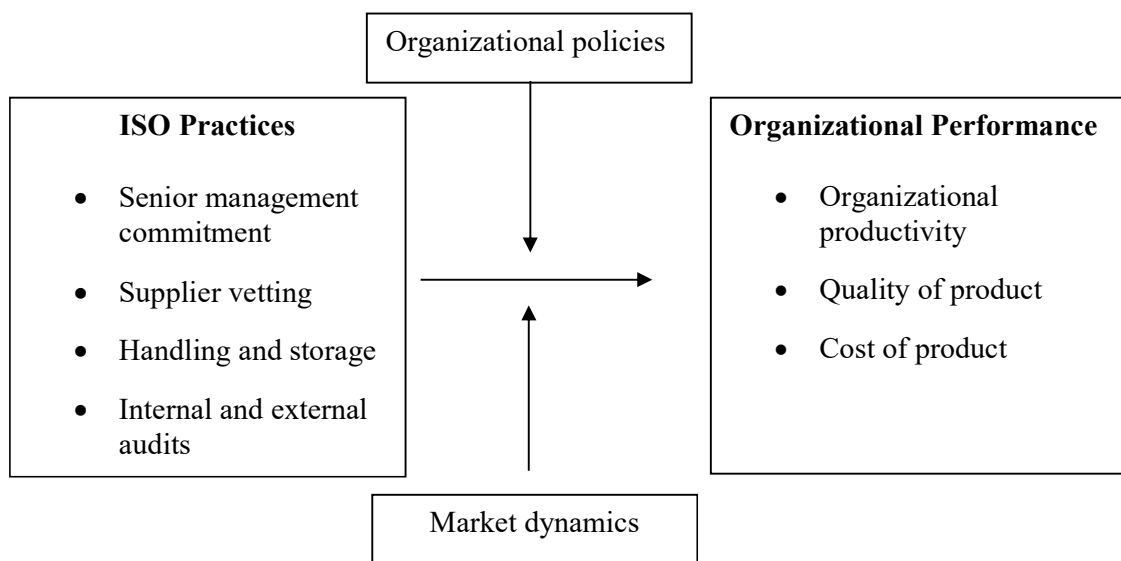 Organizational policies
ISO Practices
• Senior management
commitment
• Supplier vetting
• Handling and storage
• Internal and external
audits
Organizational Performance
• Organizational
productivity
• Quality of product
• Cost of product
Market dynamics